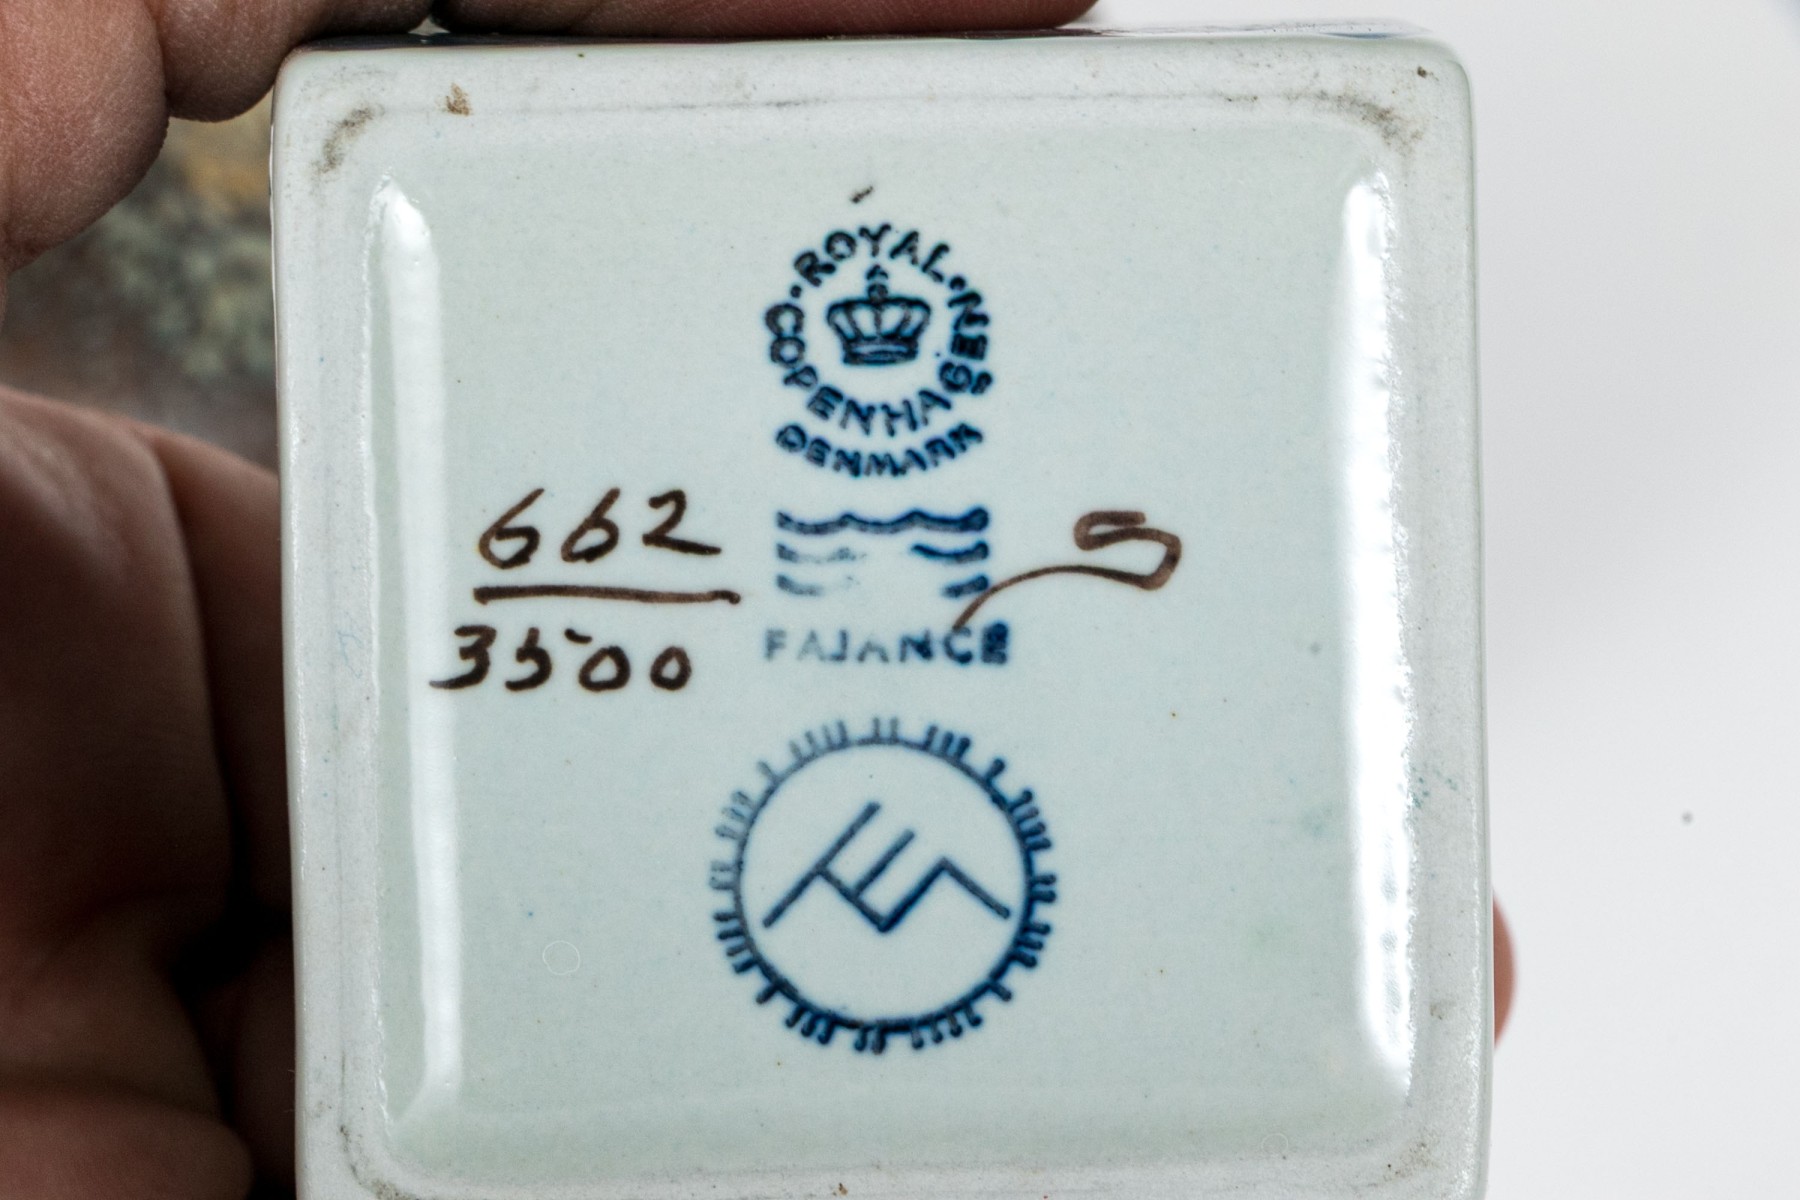 ROYAL
COPENHAGEN
DENMARK
662
S
3500
FAJANCE